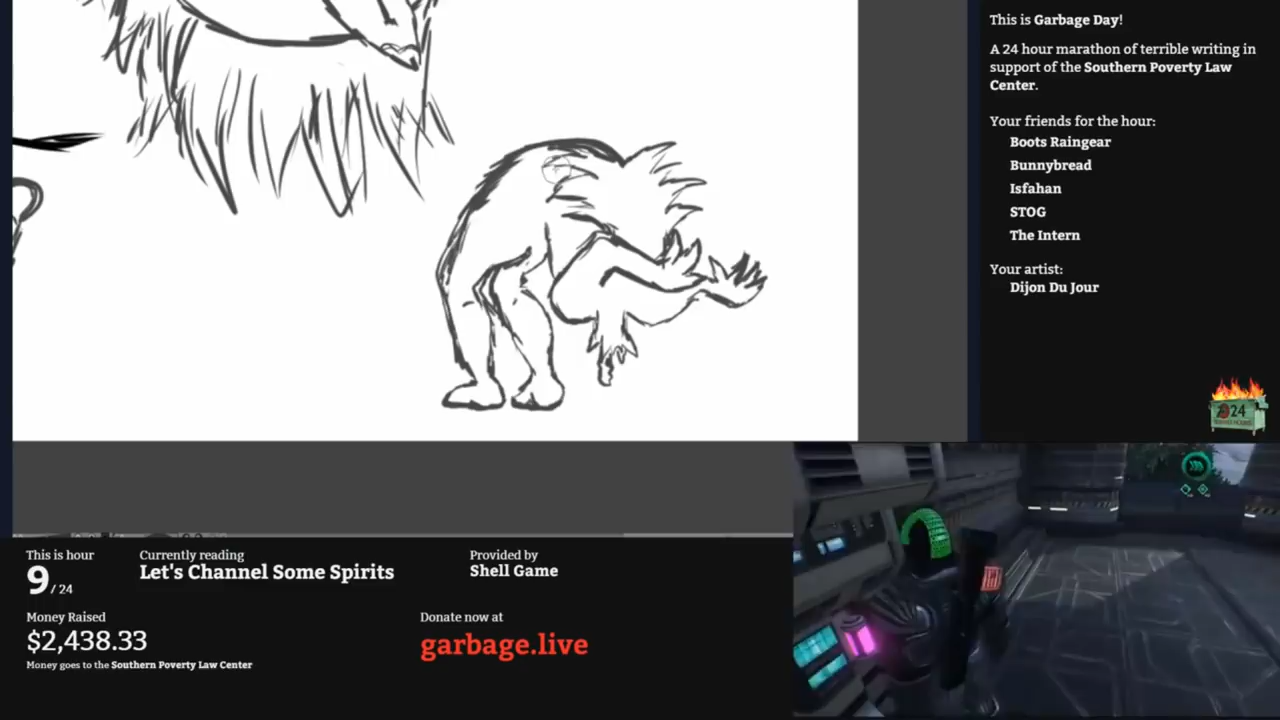 This is Garbage Day!
A 24 hour marathon of terrible writing in
support of the Southern Poverty Law
Center.
Your friends for the hour:
Boots Raingear
Bunnybread
Isfahan
STOG
The Intern
Your artist:
Dijon Du Jour
24
This is hour
9 / 24
Currently reading
Let's Channel Some Spirits
Provided by
Shell Game
Money Raised
$2,438.33
Money goes to the Southern Poverty Law Center
Donate now at
garbage.live